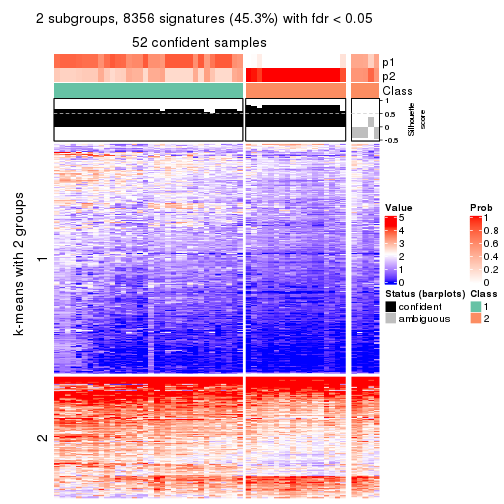 2 subgroups, 8356 signatures (45.3%) with fdr < 0.05
52 confident samples
p1
p2
Class
1
0.5
0
-0.5
Silhouette
score
k-means with 2 groups
1
2
Value
5
4
3
2
1
0
Prob
1
0.8
0.6
0.4
0.2
0
Status (barplots)
confident
ambiguous
Class
1
2